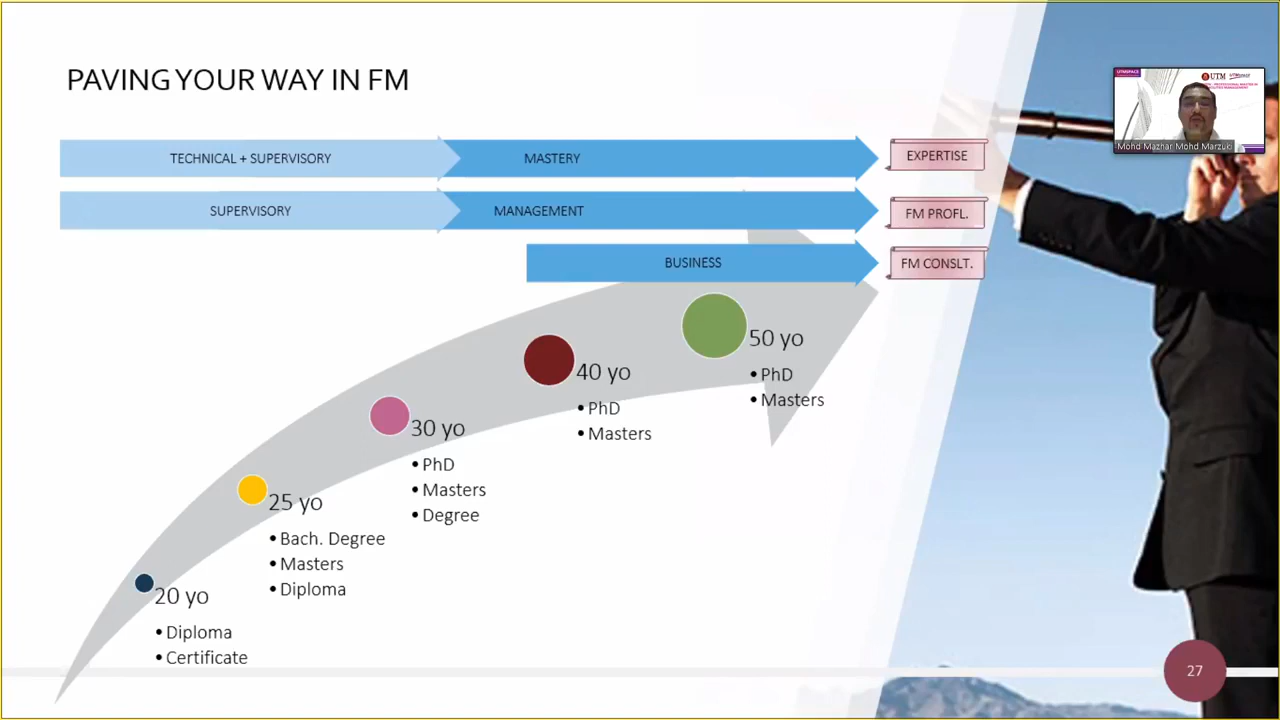 PAVING YOUR WAY IN FM
TECHNICAL + SUPERVISORY
MASTERY
EXPERTISE
SUPERVISORY
MANAGEMENT
FM PROFL.
BUSINESS
FM CONSLT.
50 yo
• PhD
• Masters
40 yo
• PhD
• Masters
30 yo
• PhD
• Masters
• Degree
25 yo
• Bach. Degree
• Masters
• Diploma
20 yo
• Diploma
• Certificate
UTMSPACE
UTM
Mohd Mazhar Mohd Marzuki
27